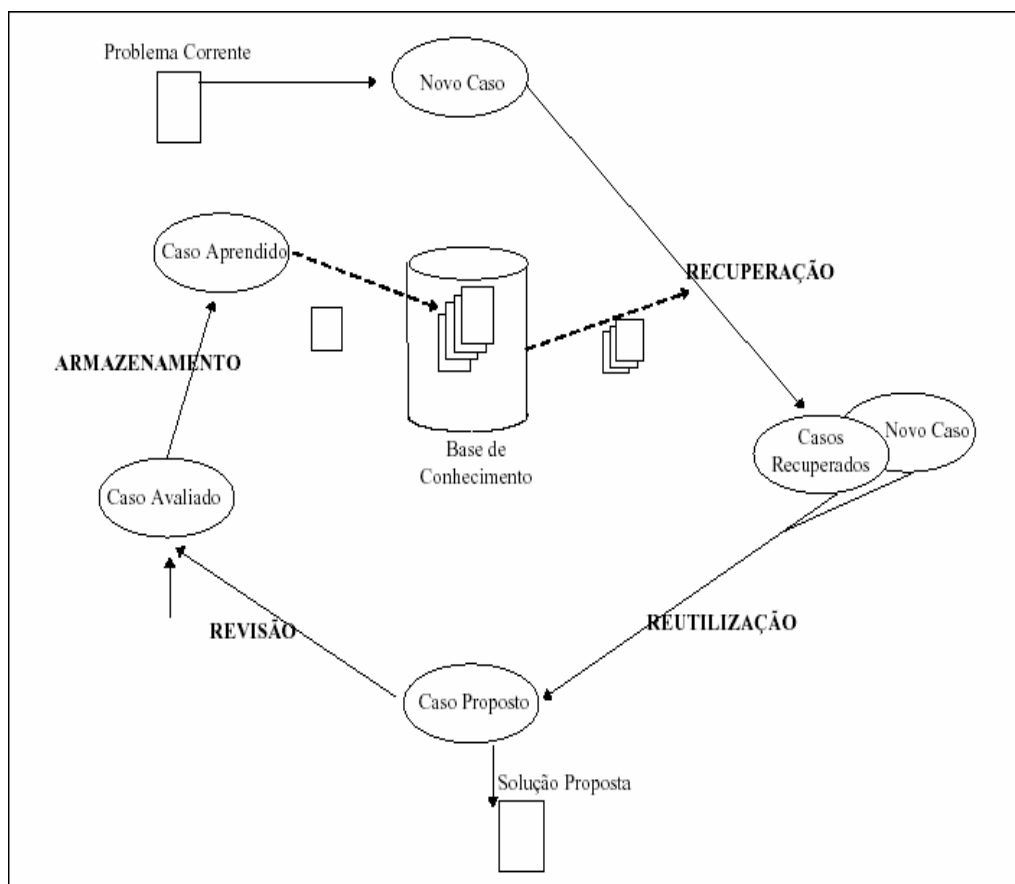 Problema Corrente
Novo Caso
Caso Aprendido
RECUPERAÇÃO
ARMAZENAMENTO
Base de
Conhecimento
Casos
Recuperados
Novo Caso
Caso Avaliado
REVISÃO
REUTILIZAÇÃO
Caso Proposto
Solução Proposta